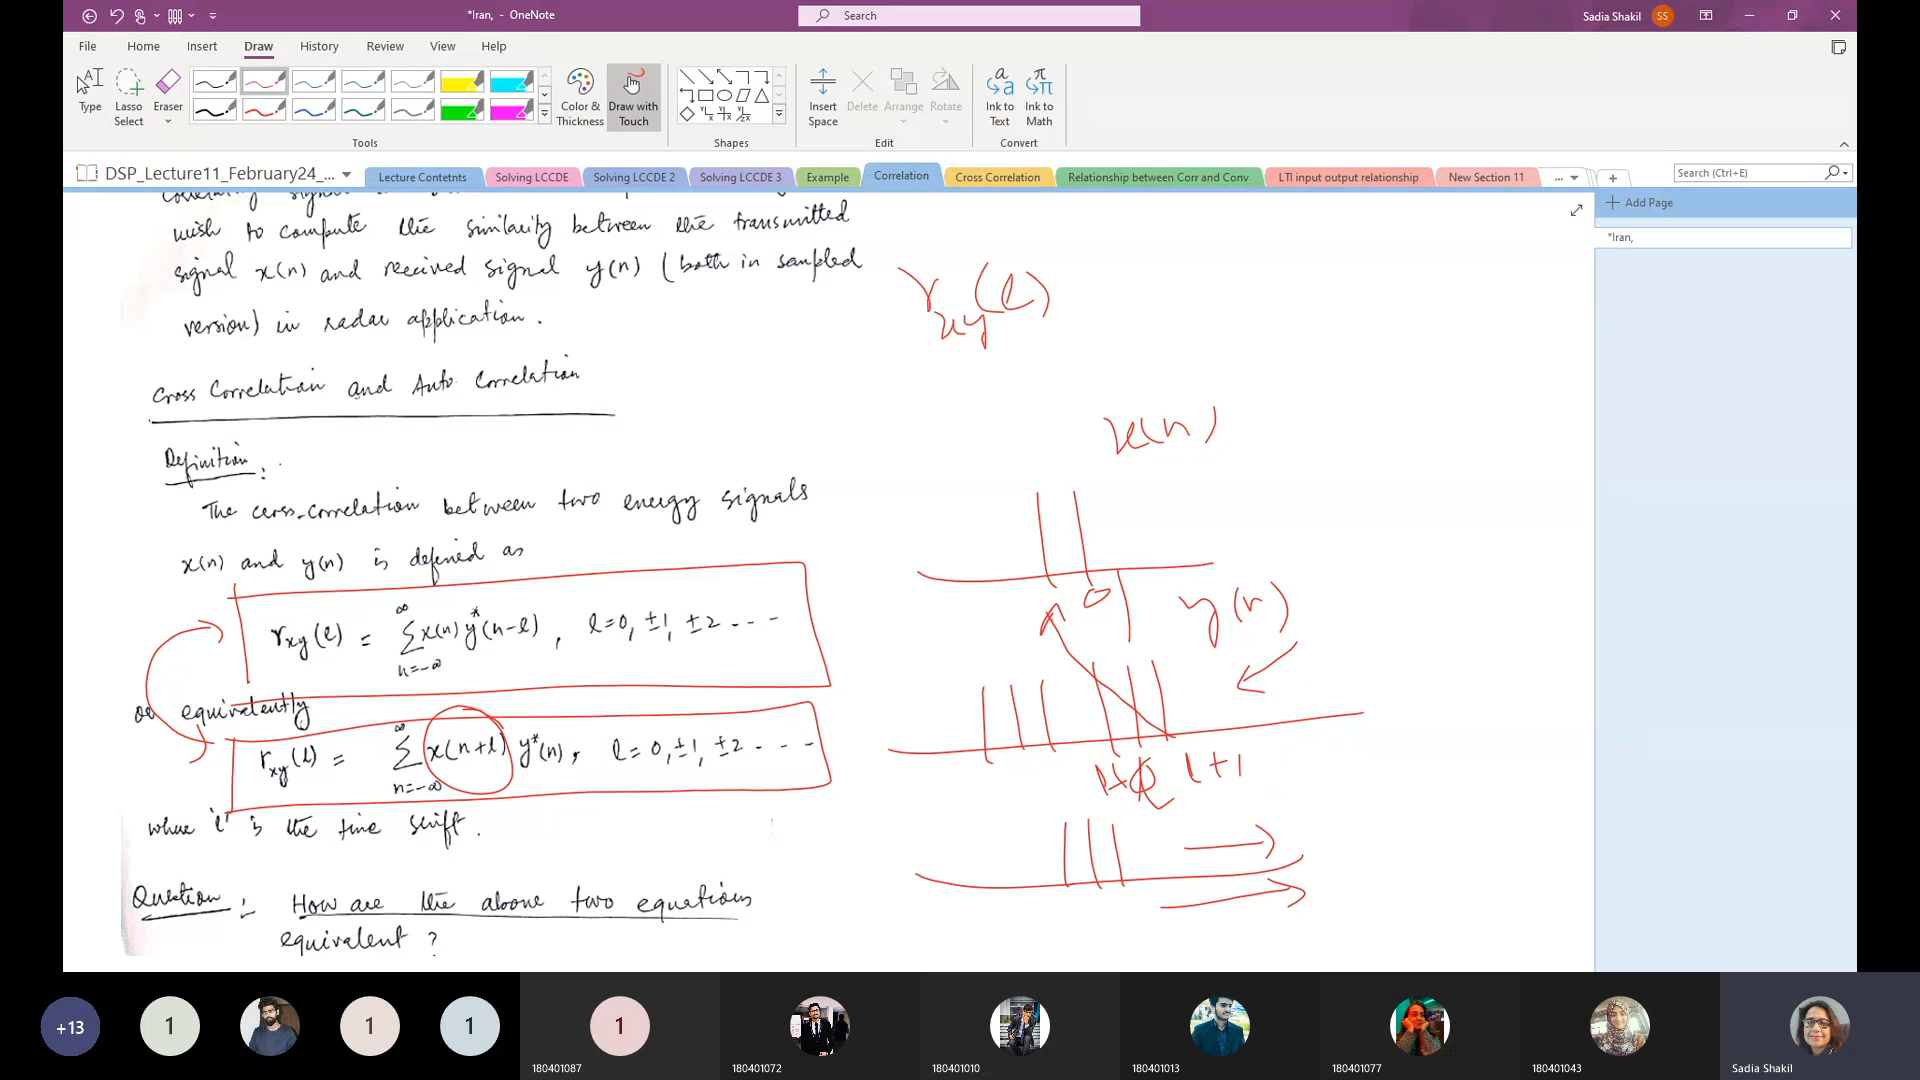 *Iran, - OneNote
Search
Sadia Shakil
SS
File Home Insert Draw History Review View Help
Type
Lasso Select
Eraser
Color & Thickness
Draw with Touch
Insert Space
Delete
Arrange
Rotate
Ink to Text
Ink to Math
Tools
Shapes
Edit
Convert
DSP_Lecture11_February24_...
Lecture Contetnts
Solving LCCDE
Solving LCCDE 2
Solving LCCDE 3
Example
Correlation
Cross Correlation
Relationship between Corr and Conv
LTI input output relationship
New Section 11
...
Search (Ctrl+E)
Add Page
*Iran,
wish to compute the similarity between the transmitted
signal x(n) and received signal y(n) (both in sampled
version) in radar application.
Cross Correlation and Auto Correlation
Definition:
The cross-correlation between two energy signals
x(n) and y(n) is defined as
rxy(l) = ∞∑n=-∞ x(n) y*(n-l), l=0, ±1, ±2 ---
or equivalently
rxy(l) = ∞∑n=-∞ x(n+l) y*(n), l=0, ±1, ±2 ---
where 'l' is the time shift.
Question:- How are the above two equations
equivalent?
rxy(l)
x(n)
0
y(n)
l+1
+13
1
1
1
1
180401087
180401072
180401010
180401013
180401077
180401043
Sadia Shakil